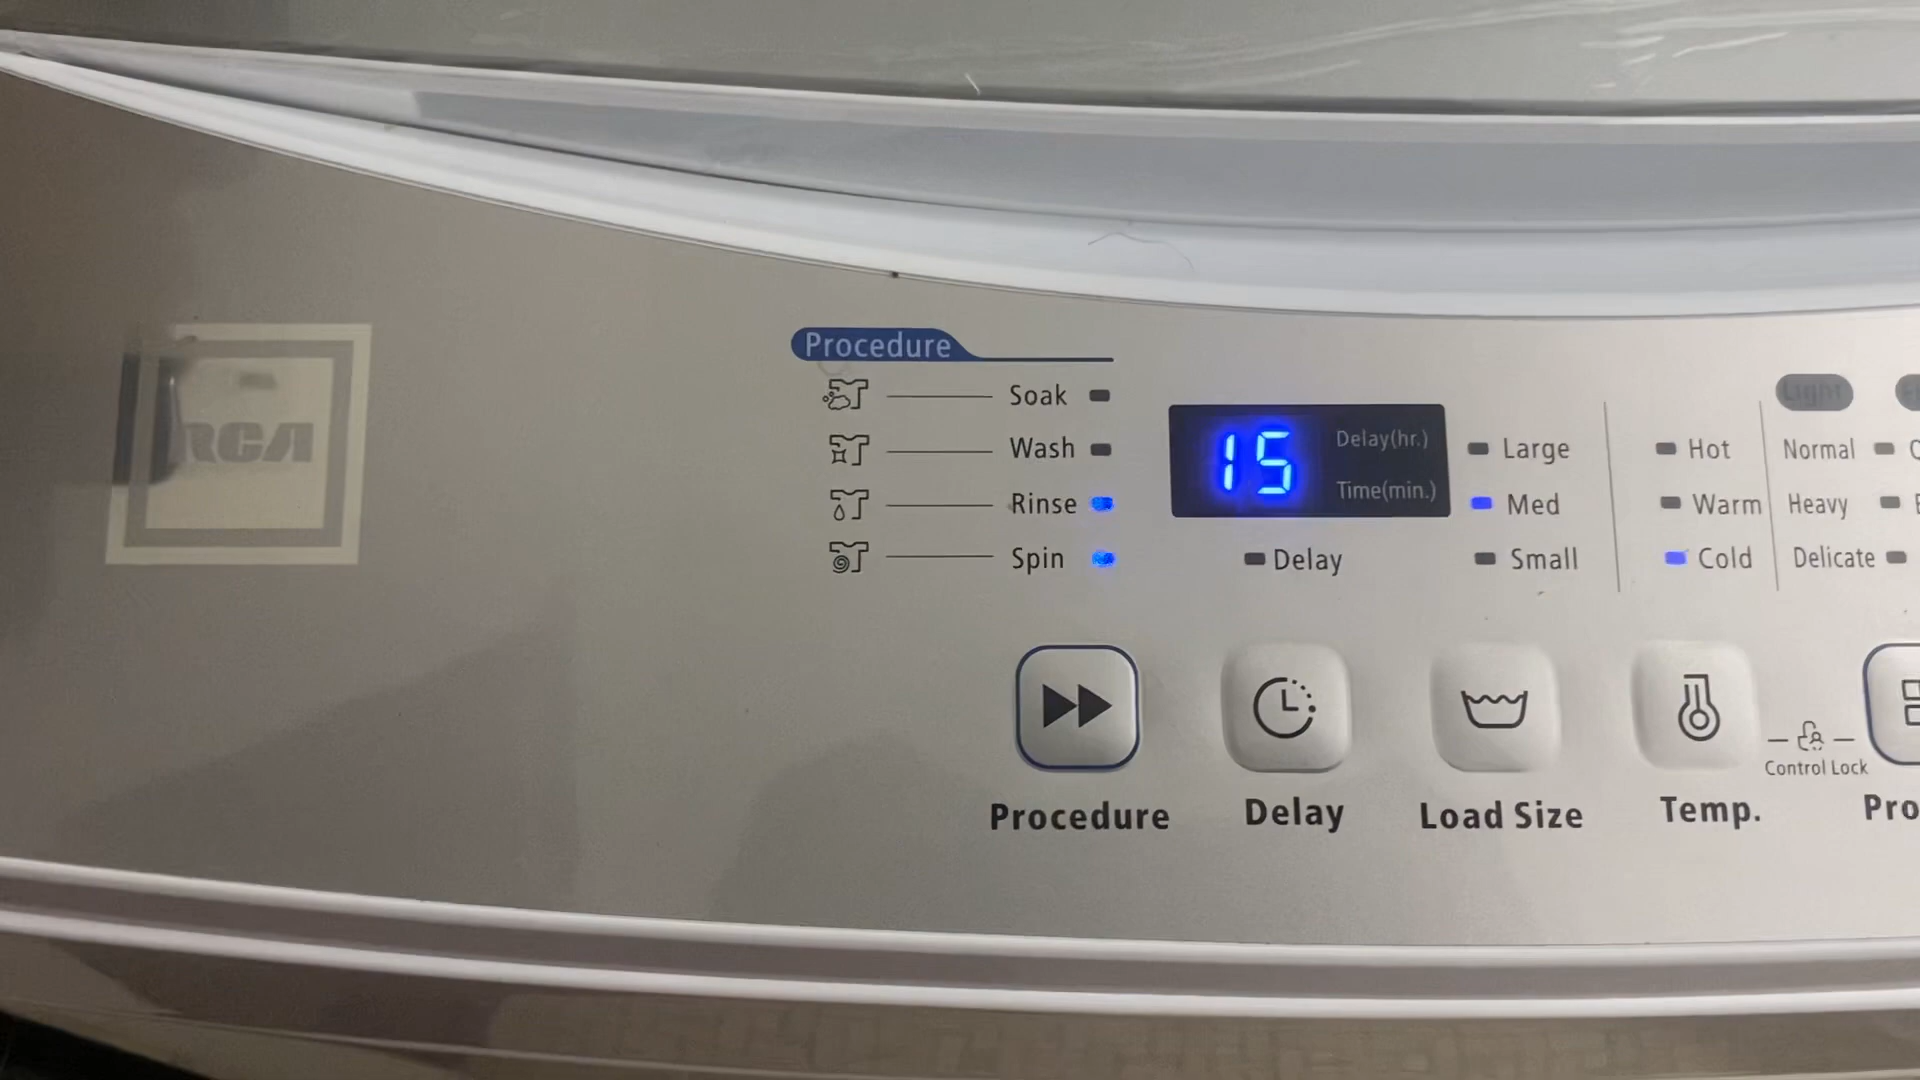 RCA
Procedure
Soak
Wash
Rinse
Spin
15
Delay(hr.)
Time(min.)
Delay
Large
Med
Small
Hot
Warm
Cold
Light
Normal
Heavy
Delicate
Procedure
Delay
Load Size
Temp.
Control Lock
Pro